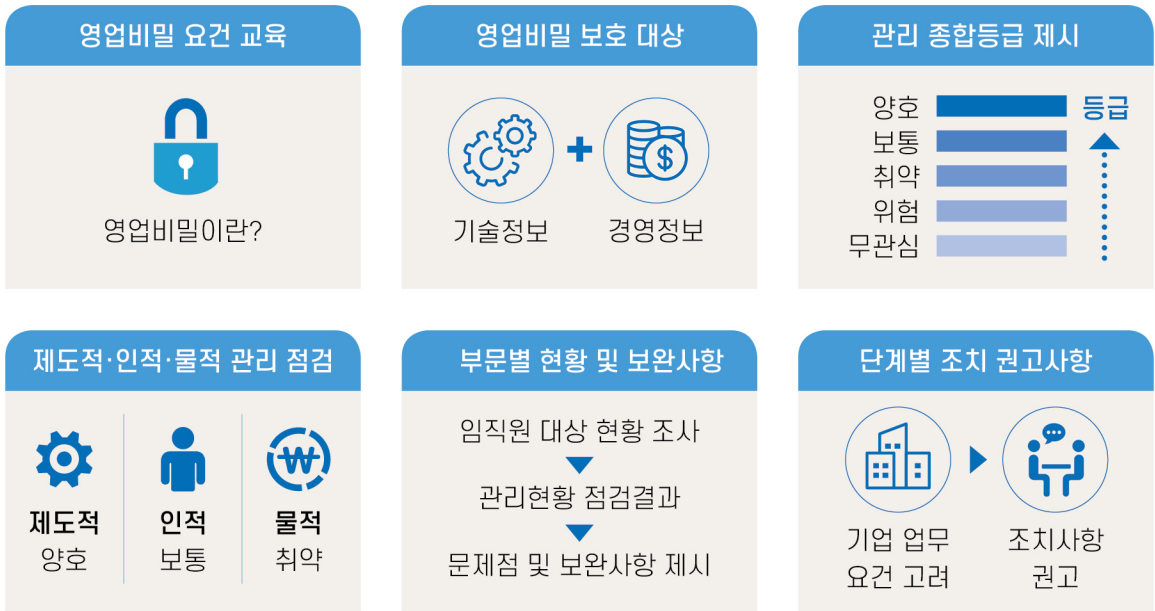 영업비밀 요건 교육
영업비밀이란?
영업비밀 보호 대상
$
기술정보
경영정보
관리 종합등급 제시
양호
보통
취약
위험
무관심
등급
제도적·인적·물적 관리 점검
제도적
양호
인적
보통
₩
물적
취약
부문별 현황 및 보완사항
임직원 대상 현황 조사
관리현황 점검결과
문제점 및 보완사항 제시
단계별 조치 권고사항
기업 업무
요건 고려
조치사항
권고